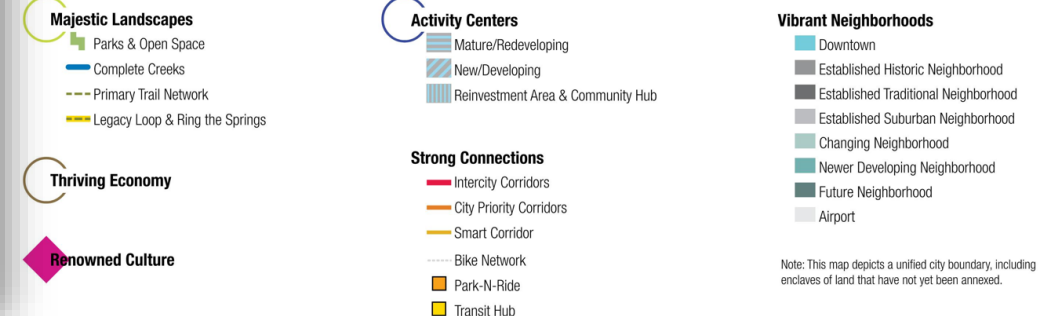 Majestic Landscapes
Parks & Open Space
Complete Creeks
Primary Trail Network
Legacy Loop & Ring the Springs
Thriving Economy
Renowned Culture
Activity Centers
Mature/Redeveloping
New/Developing
Reinvestment Area & Community Hub
Strong Connections
Intercity Corridors
City Priority Corridors
Smart Corridor
Bike Network
Park-N-Ride
Transit Hub
Vibrant Neighborhoods
Downtown
Established Historic Neighborhood
Established Traditional Neighborhood
Established Suburban Neighborhood
Changing Neighborhood
Newer Developing Neighborhood
Future Neighborhood
Airport
Note: This map depicts a unified city boundary, including
enclaves of land that have not yet been annexed.